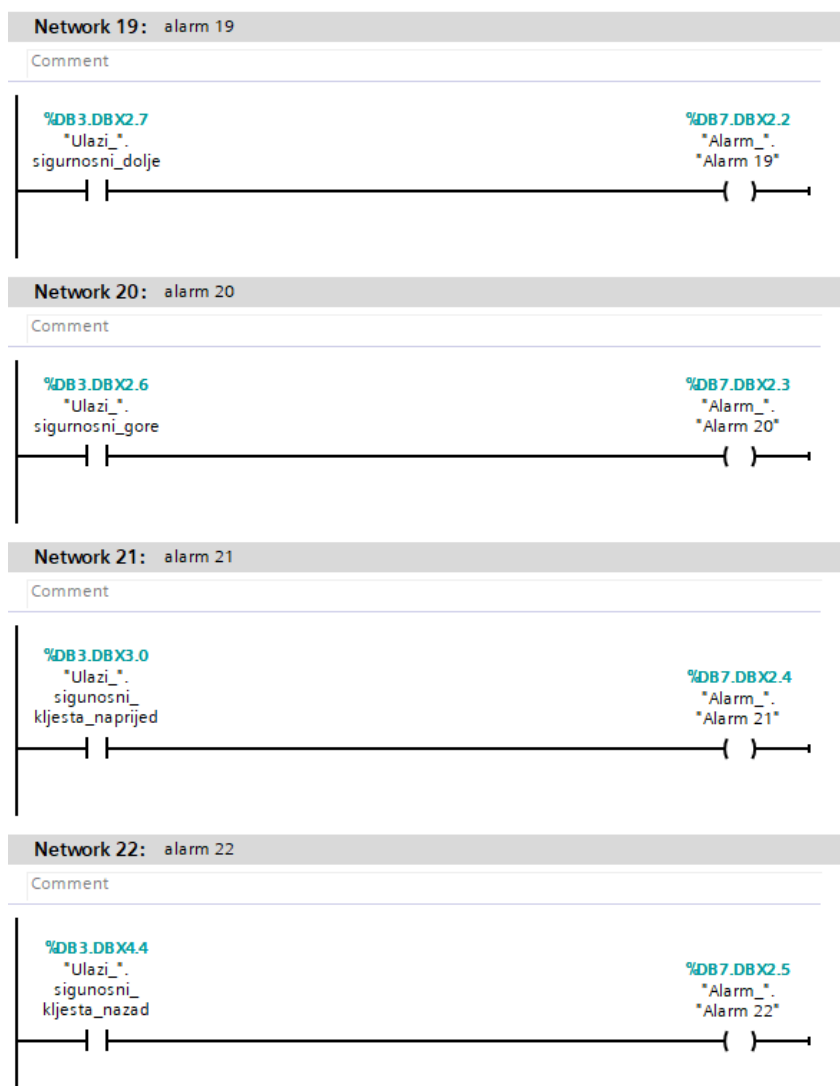 Network 19: alarm 19
Comment
%DB3.DBX2.7
"Ulazi_".
sigurnosni_dolje
%DB7.DBX2.2
"Alarm_".
"Alarm 19"
Network 20: alarm 20
Comment
%DB3.DBX2.6
"Ulazi_".
sigurnosni_gore
%DB7.DBX2.3
"Alarm_".
"Alarm 20"
Network 21: alarm 21
Comment
%DB3.DBX3.0
"Ulazi_".
sigunosni_
kljesta_naprijed
%DB7.DBX2.4
"Alarm_".
"Alarm 21"
Network 22: alarm 22
Comment
%DB3.DBX4.4
"Ulazi_".
sigunosni_
kljesta_nazad
%DB7.DBX2.5
"Alarm_".
"Alarm 22"